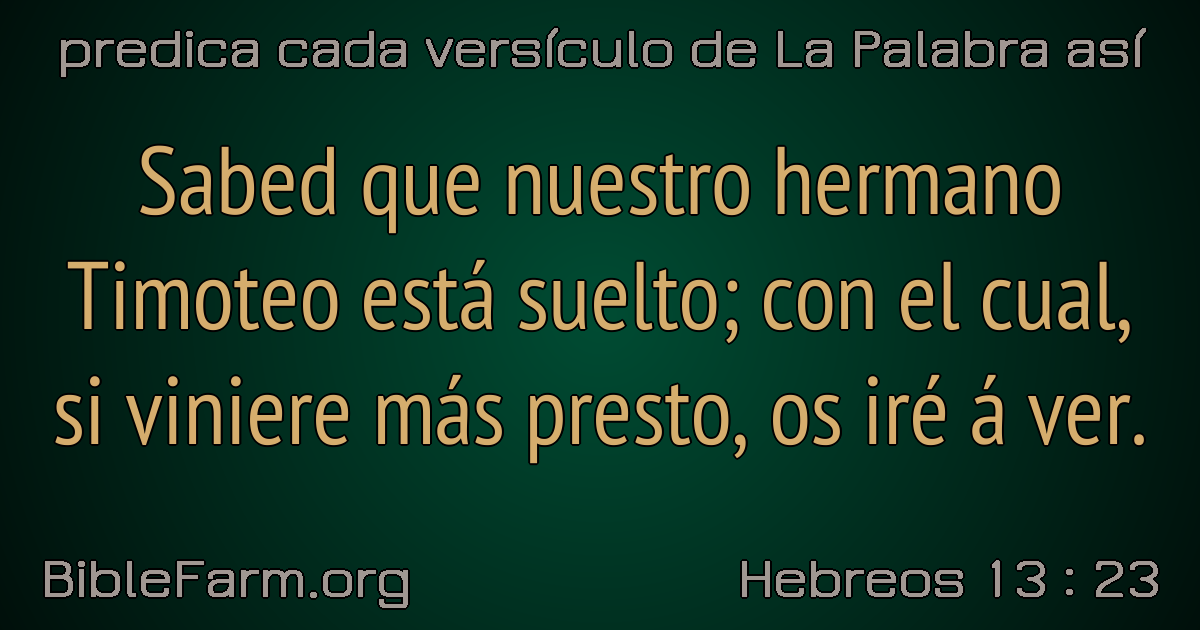 predica cada versículo de La Palabra así
Sabed que nuestro hermano
Timoteo está suelto; con el cual,
si viniere más presto, os iré á ver.
BibleFarm.org
Hebreos 13 : 23